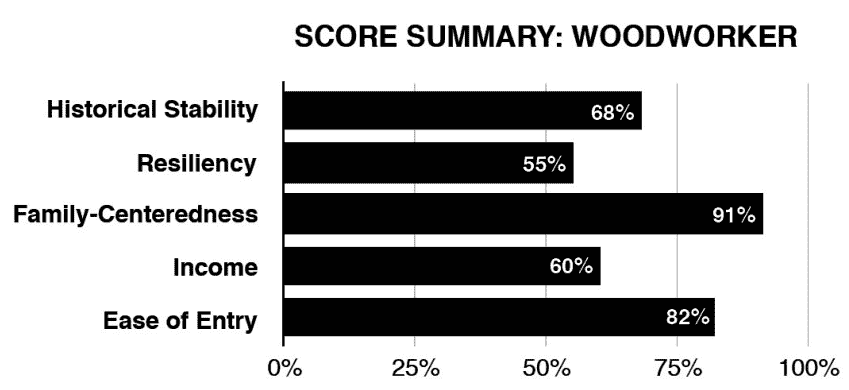 SCORE SUMMARY: WOODWORKER
Historical Stability 68%
Resiliency 55%
Family-Centeredness 91%
Income 60%
Ease of Entry 82%
0% 25% 50% 75% 100%